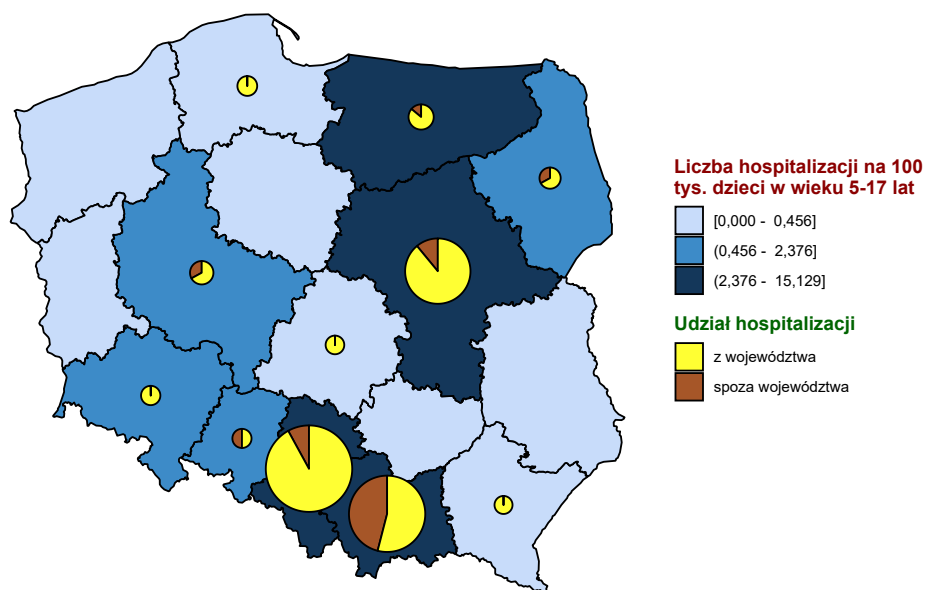 Liczba hospitalizacji na 100
tys. dzieci w wieku 5-17 lat
[0,000 - 0,456]
(0,456 - 2,376]
(2,376 - 15,129]
Udział hospitalizacji
z województwa
spoza województwa